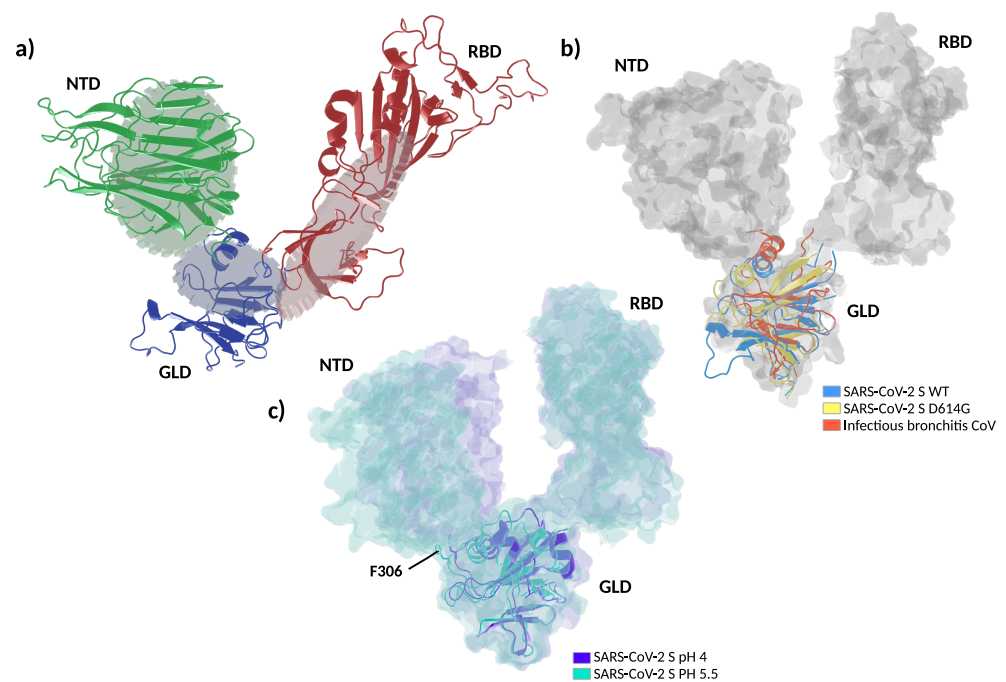 a)
NTD
RBD
GLD
b)
NTD
RBD
GLD
SARS-CoV-2 S WT
SARS-CoV-2 S D614G
Infectious bronchitis CoV
c)
NTD
RBD
F306
GLD
SARS-CoV-2 S pH 4
SARS-CoV-2 S PH 5.5